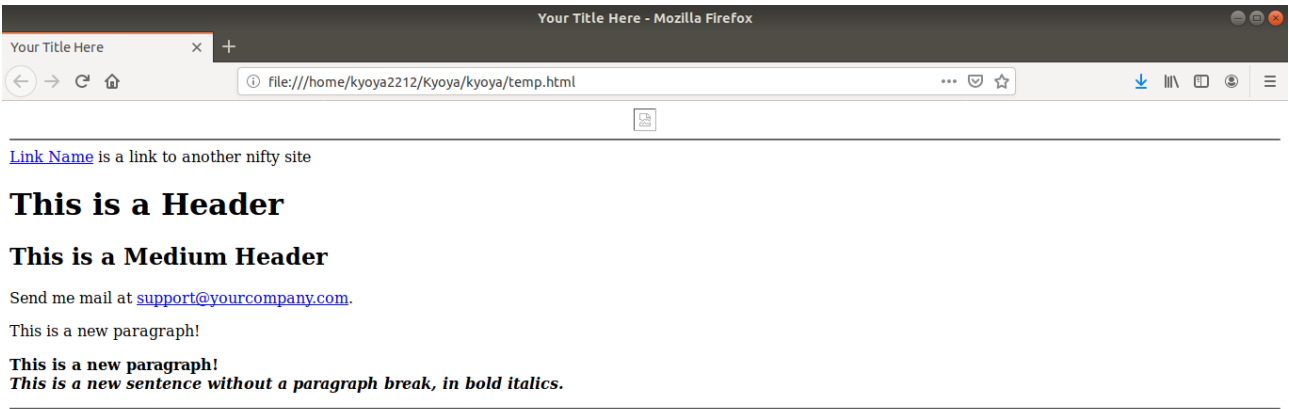 Your Title Here - Mozilla Firefox
Your Title Here
file:///home/kyoya2212/Kyoya/kyoya/temp.html
Link Name is a link to another nifty site
This is a Header
This is a Medium Header
Send me mail at support@yourcompany.com.
This is a new paragraph!
This is a new paragraph!
This is a new sentence without a paragraph break, in bold italics.